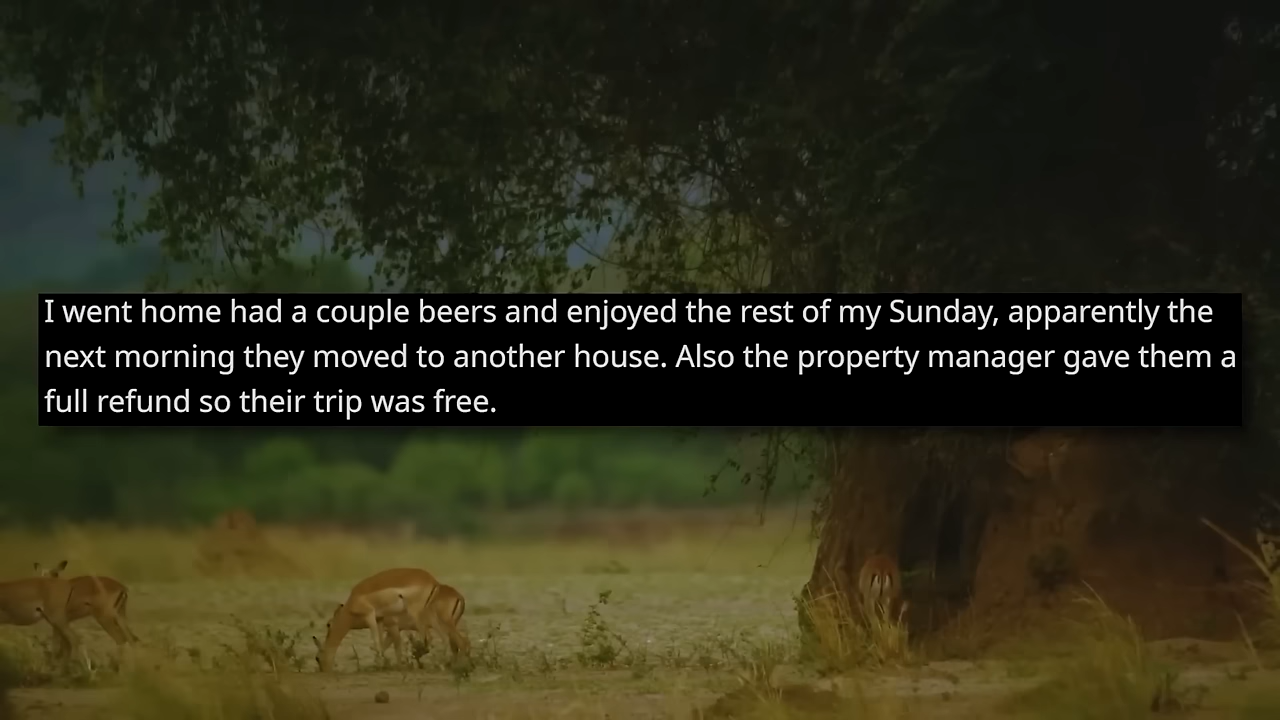 I went home had a couple beers and enjoyed the rest of my Sunday, apparently the
next morning they moved to another house. Also the property manager gave them a
full refund so their trip was free.